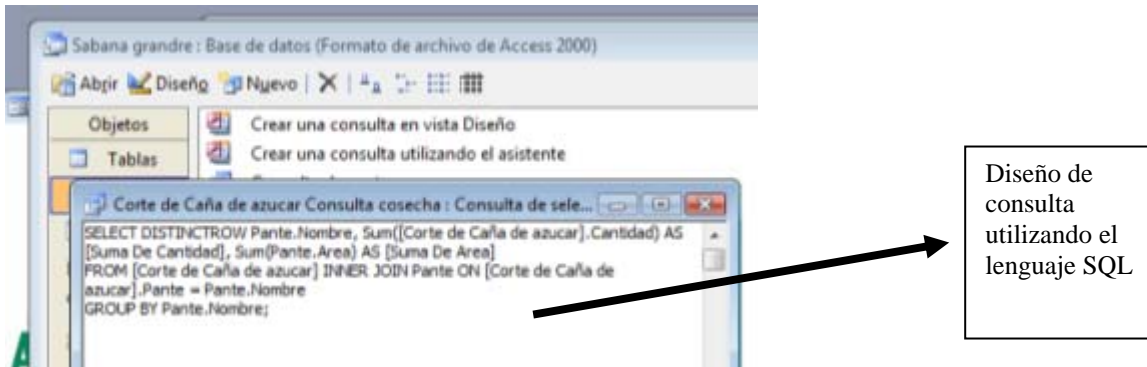 Sabana grandre : Base de datos (Formato de archivo de Access 2000)
Abrir Diseño Nuevo
Objetos
Crear una consulta en vista Diseño
Tablas
Crear una consulta utilizando el asistente
Corte de Caña de azucar Consulta cosecha : Consulta de sele...
SELECT DISTINCTROW Pante.Nombre, Sum([Corte de Caña de azucar].Cantidad) AS
[Suma De Cantidad], Sum(Pante.Area) AS [Suma De Area]
FROM [Corte de Caña de azucar] INNER JOIN Pante ON [Corte de Caña de
azucar].Pante = Pante.Nombre
GROUP BY Pante.Nombre;
Diseño de
consulta
utilizando el
lenguaje SQL